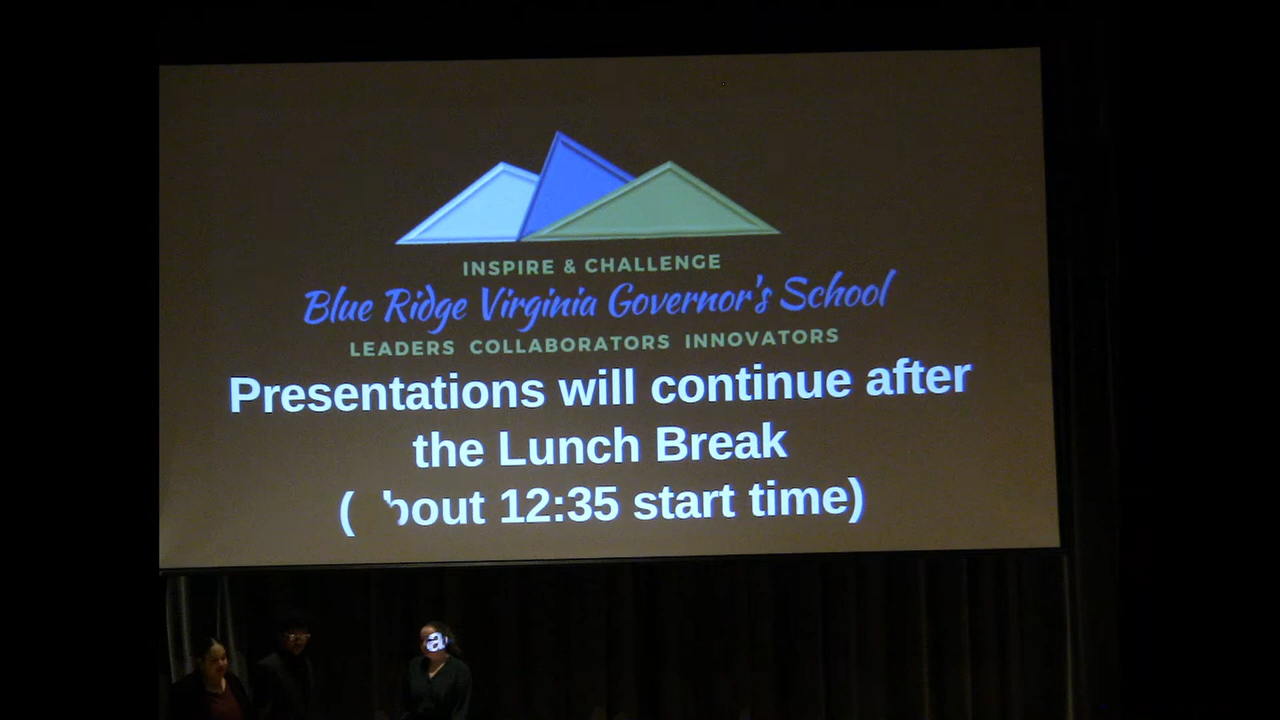 INSPIRE & CHALLENGE
Blue Ridge Virginia Governor's School
LEADERS COLLABORATORS INNOVATORS
Presentations will continue after
the Lunch Break
(about 12:35 start time)